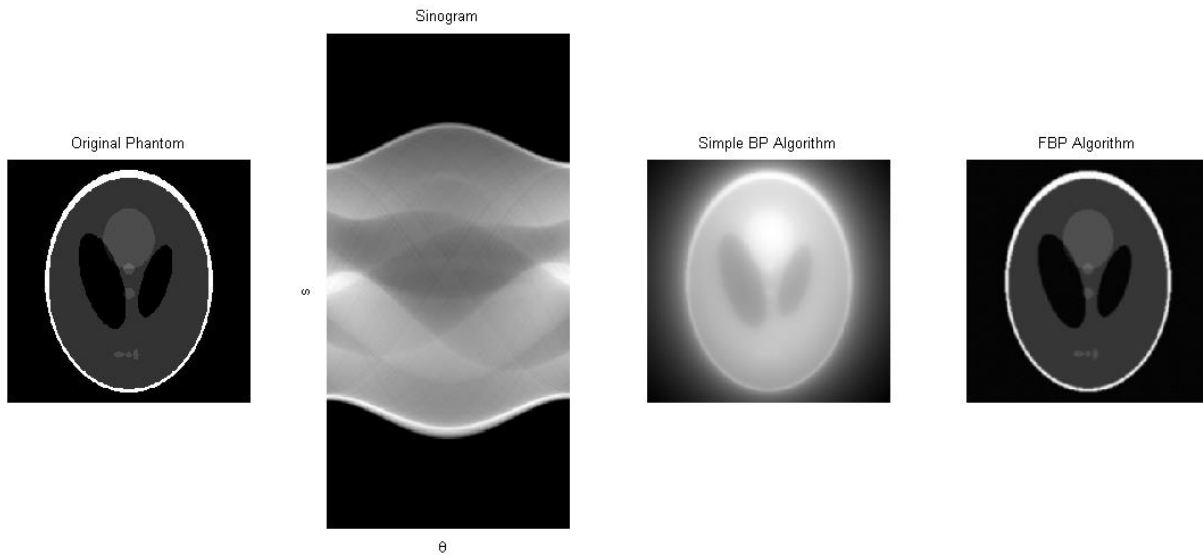 Sinogram
Original Phantom
Simple BP Algorithm
FBP Algorithm
s
θ